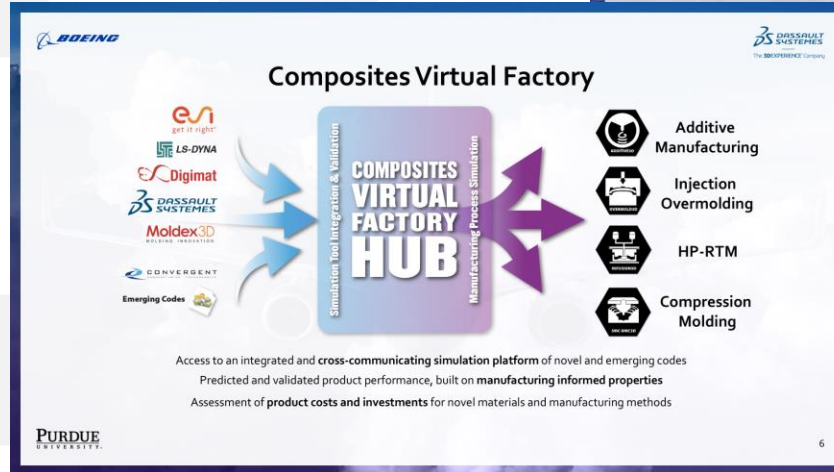 BOEING
DASSAULT
SYSTEMES
The 3DEXPERIENCE Company
Composites Virtual Factory
esi
get it right
LS-DYNA
Digimat
DASSAULT
SYSTEMES
Moldex3D
MOLDING INNOVATION
CONVERGENT
Emerging Codes
Simulation Tool Integration & Validation
COMPOSITES
VIRTUAL
FACTORY
HUB
Manufacturing Process Simulation
Additive
Manufacturing
Injection
Overmolding
HP-RTM
Compression
Molding
Access to an integrated and cross-communicating simulation platform of novel and emerging codes
Predicted and validated product performance, built on manufacturing informed properties
Assessment of product costs and investments for novel materials and manufacturing methods
PURDUE
UNIVERSITY
6